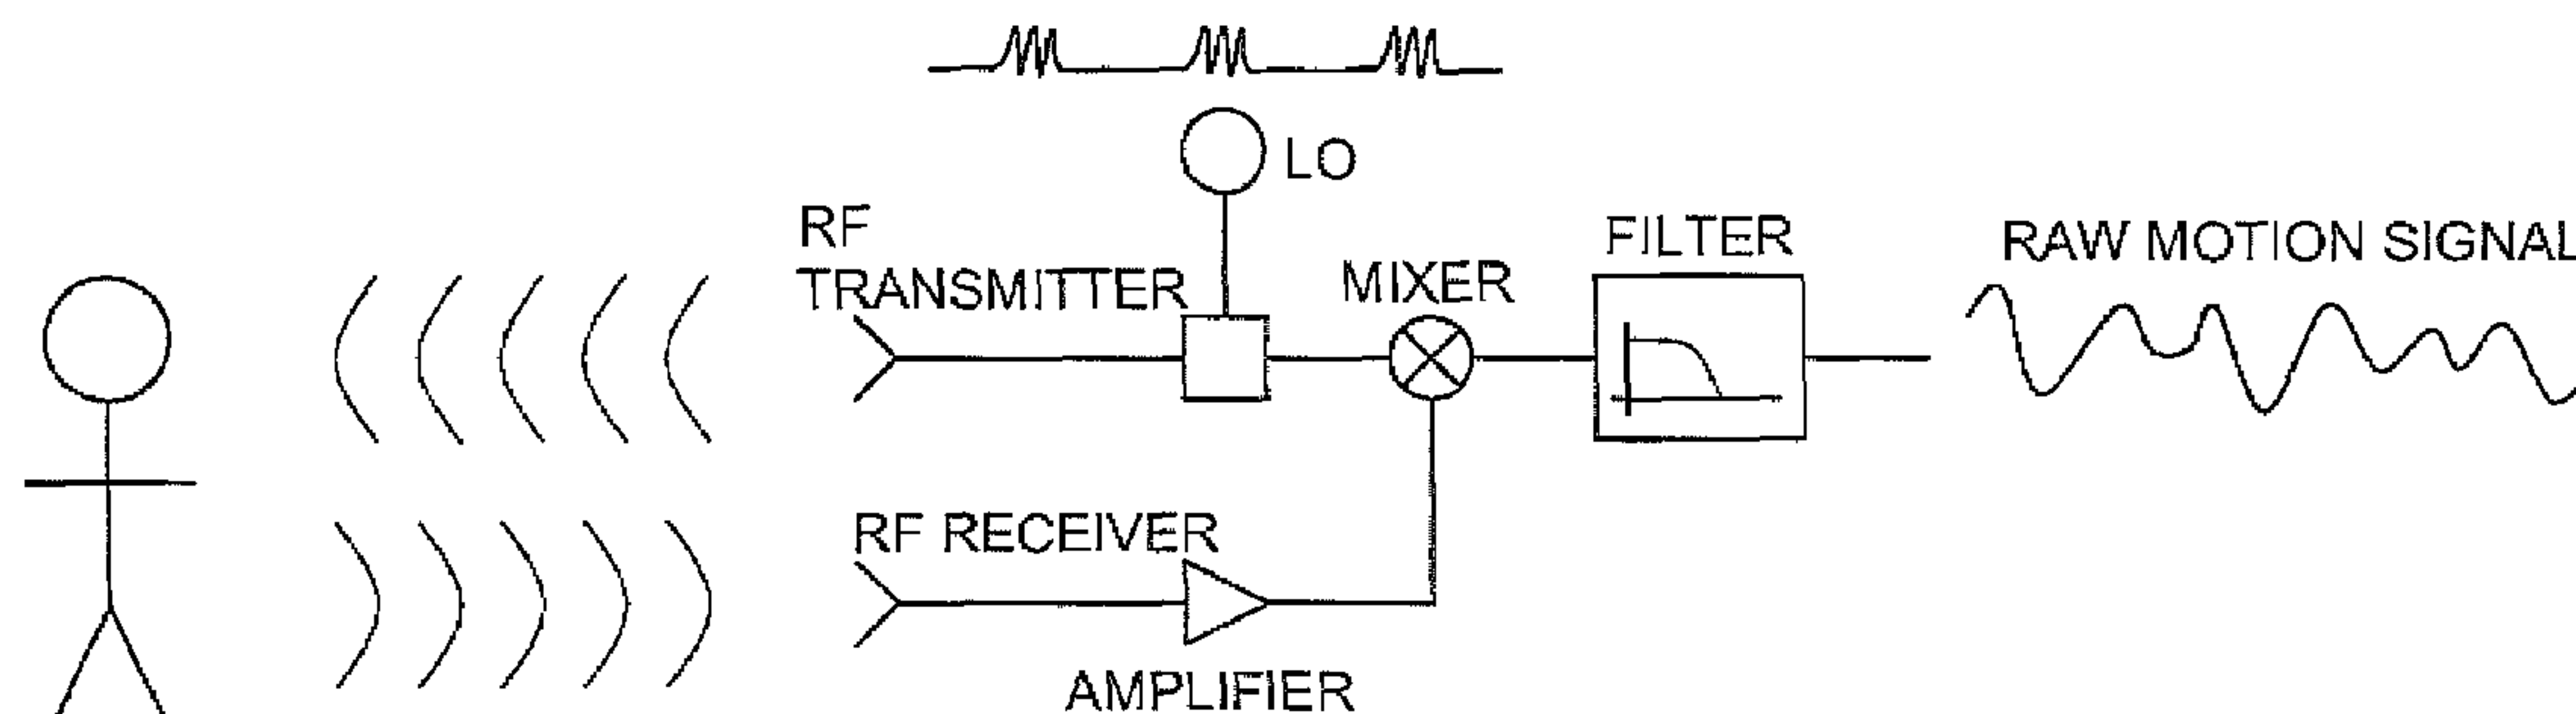 LO
RF
TRANSMITTER
MIXER
FILTER
RAW MOTION SIGNAL
RF RECEIVER
AMPLIFIER